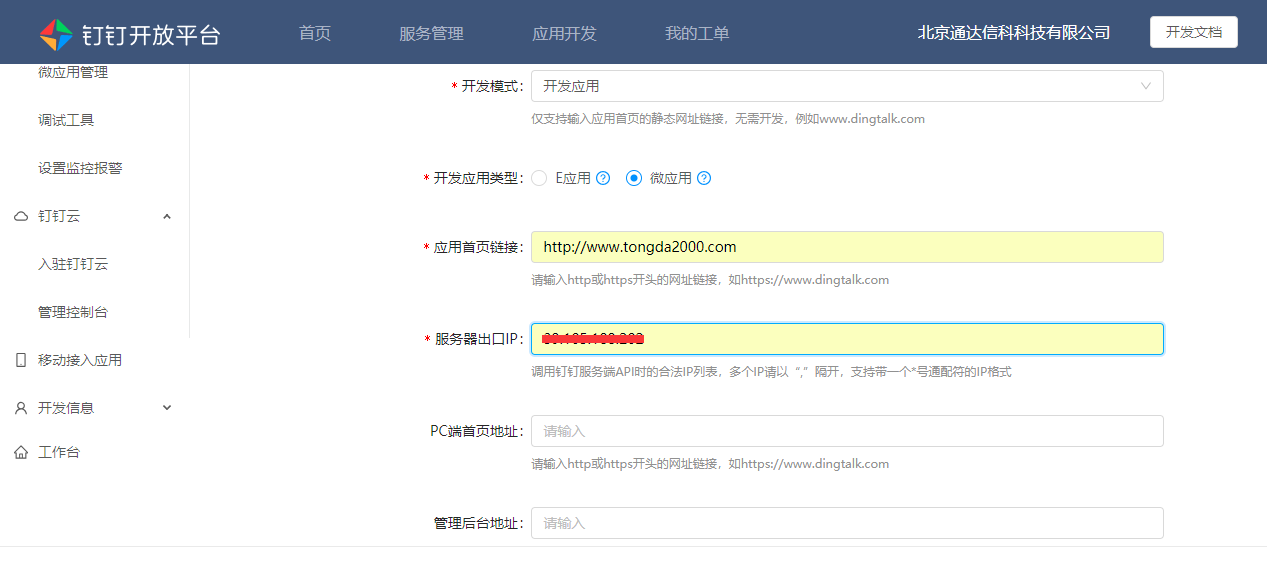 钉钉开放平台 首页 服务管理 应用开发 我的工单 北京通达信科科技有限公司 开发文档
微应用管理
调试工具
设置监控报警
钉钉云
入驻钉钉云
管理控制台
移动接入应用
开发信息
工作台
* 开发模式: 开发应用
仅支持输入应用首页的静态网址链接，无需开发，例如www.dingtalk.com
* 开发应用类型: E应用 ? 微应用 ?
* 应用首页链接: http://www.tongda2000.com
请输入http或https开头的网址链接，如https://www.dingtalk.com
* 服务器出口IP:
调用钉钉服务端API时的合法IP列表，多个IP请以“,”隔开，支持带一个*号通配符的IP格式
PC端首页地址: 请输入
请输入http或https开头的网址链接，如https://www.dingtalk.com
管理后台地址: 请输入